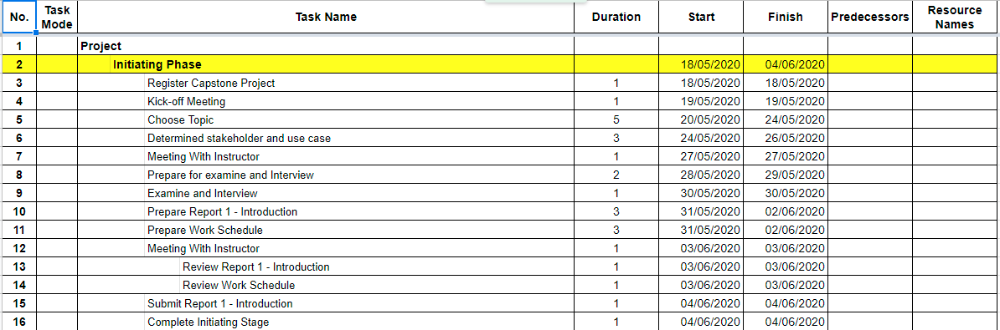 No. Task Mode Task Name Duration Start Finish Predecessors Resource Names
1 Project
2 Initiating Phase 18/05/2020 04/06/2020
3 Register Capstone Project 1 18/05/2020 18/05/2020
4 Kick-off Meeting 1 19/05/2020 19/05/2020
5 Choose Topic 5 20/05/2020 24/05/2020
6 Determined stakeholder and use case 3 24/05/2020 26/05/2020
7 Meeting With Instructor 1 27/05/2020 27/05/2020
8 Prepare for examine and Interview 2 28/05/2020 29/05/2020
9 Examine and Interview 1 30/05/2020 30/05/2020
10 Prepare Report 1 - Introduction 3 31/05/2020 02/06/2020
11 Prepare Work Schedule 3 31/05/2020 02/06/2020
12 Meeting With Instructor 1 03/06/2020 03/06/2020
13 Review Report 1 - Introduction 1 03/06/2020 03/06/2020
14 Review Work Schedule 1 03/06/2020 03/06/2020
15 Submit Report 1 - Introduction 1 04/06/2020 04/06/2020
16 Complete Initiating Stage 1 04/06/2020 04/06/2020